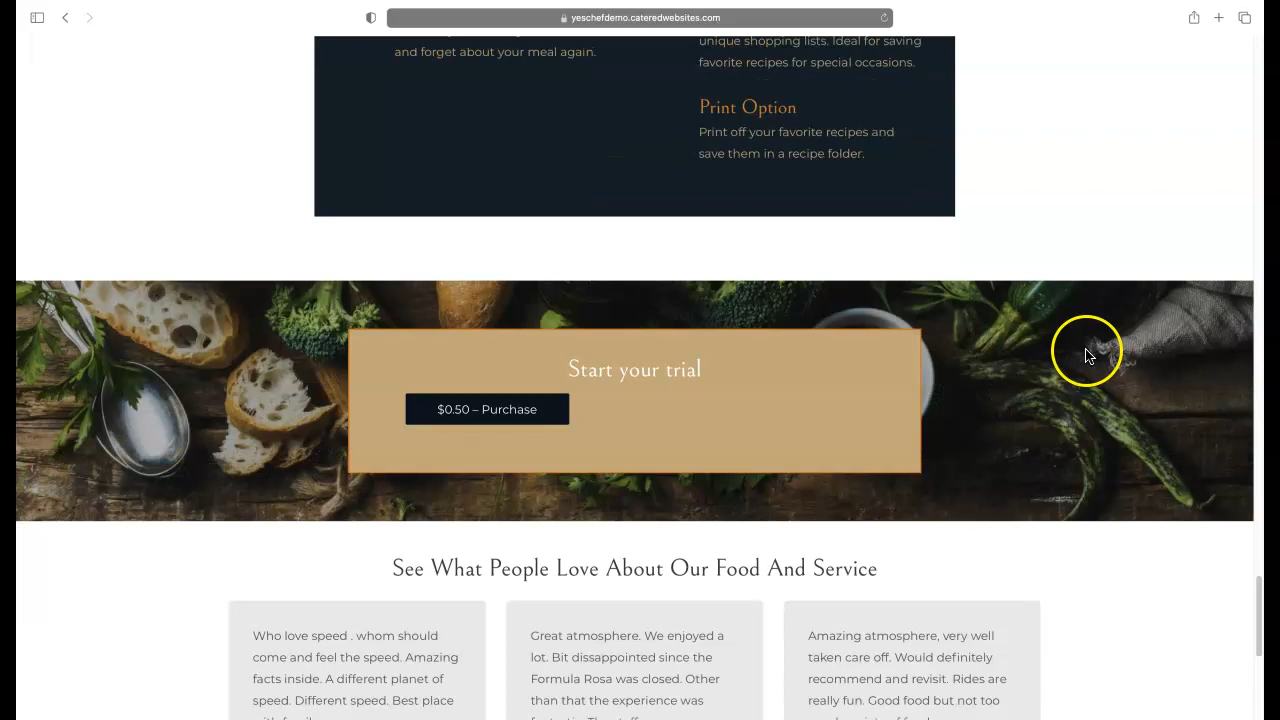 yeschefdemo.cateredwebsites.com
and forget about your meal again.
unique shopping lists. Ideal for saving
favorite recipes for special occasions.
Print Option
Print off your favorite recipes and
save them in a recipe folder.
Start your trial
$0.50 – Purchase
See What People Love About Our Food And Service
Who love speed . whom should
come and feel the speed. Amazing
facts inside. A different planet of
speed. Different speed. Best place
Great atmosphere. We enjoyed a
lot. Bit dissappointed since the
Formula Rosa was closed. Other
than that the experience was
Amazing atmosphere, very well
taken care off. Would definitely
recommend and revisit. Rides are
really fun. Good food but not too